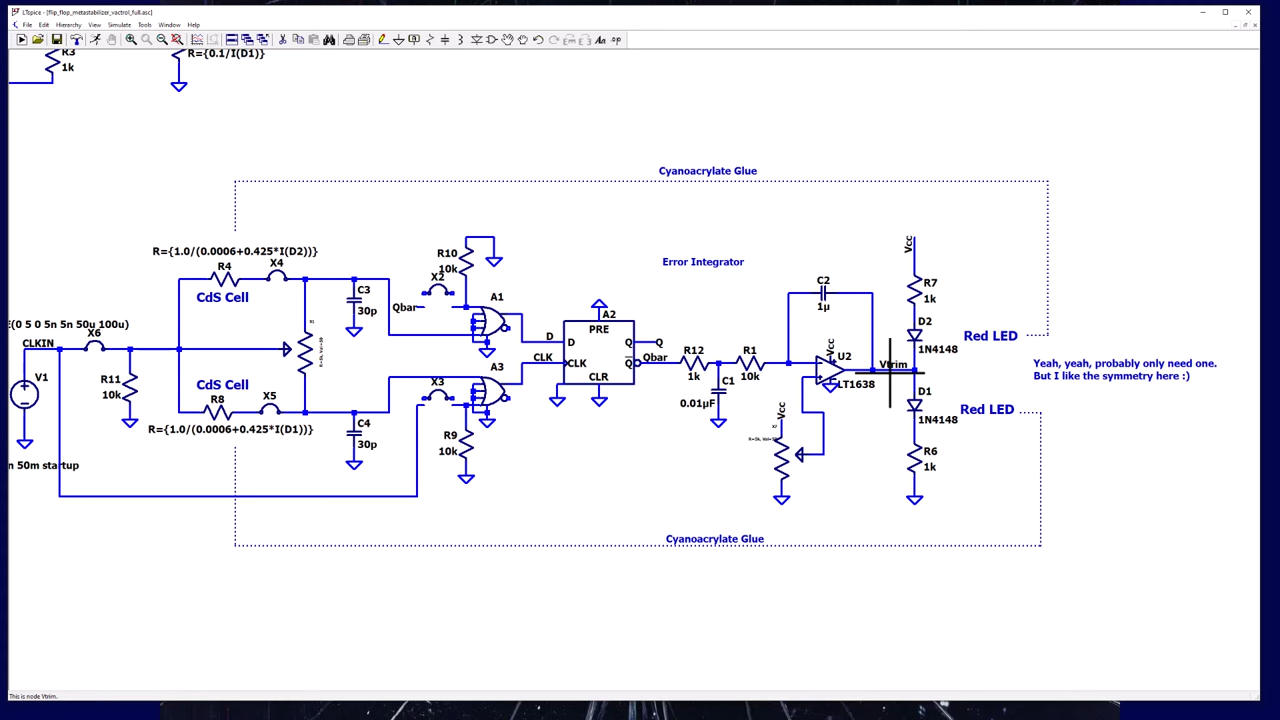 LTspice - [flip_flop_metastabilizer_vactrol_full.asc]
File Edit Hierarchy View Simulate Tools Window Help
R3
1k
R={0.1/I(D1)}
Cyanoacrylate Glue
R={1.0/(0.0006+0.425*I(D2))}
R4
X4
CdS Cell
E(0 5 0 5n 5n 50u 100u)
X6
CLKIN
V1
R11
10k
n 50m startup
CdS Cell
R8
X5
R={1.0/(0.0006+0.425*I(D1))}
C3
30p
C4
30p
R10
10k
X2
Qbar
A1
A3
X3
R9
10k
D
CLK
A2
PRE
D
Q
CLK
Q
CLR
Q
Qbar
R12
1k
C1
0.01µF
R1
10k
Error Integrator
C2
1µ
Vcc
U2
LT1638
Vcc
Vtrim
Vcc
R7
1k
D2
1N4148
Red LED
D1
1N4148
Red LED
R6
1k
Yeah, yeah, probably only need one.
But I like the symmetry here :)
Cyanoacrylate Glue
This is node Vtrim.